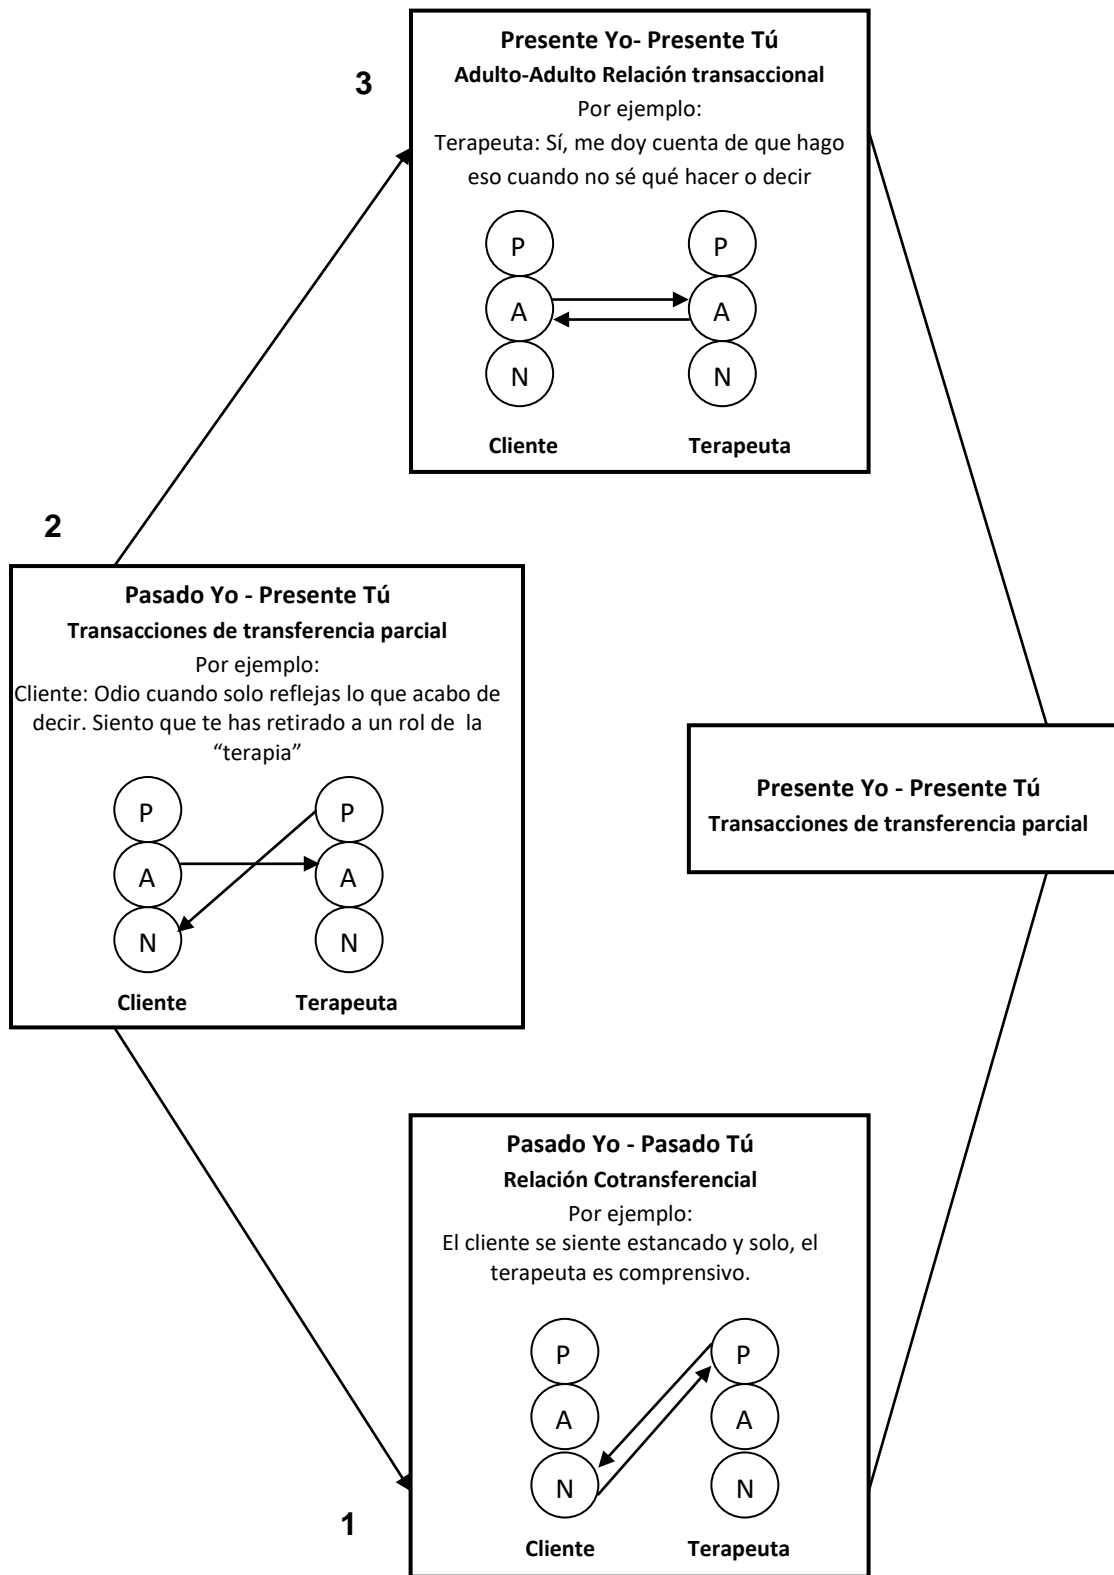 3
Presente Yo- Presente Tú
Adulto-Adulto Relación transaccional
Por ejemplo:
Terapeuta: Sí, me doy cuenta de que hago
eso cuando no sé qué hacer o decir
P P
A A
N N
Cliente Terapeuta
2
Pasado Yo - Presente Tú
Transacciones de transferencia parcial
Por ejemplo:
Cliente: Odio cuando solo reflejas lo que acabo de
decir. Siento que te has retirado a un rol de la
“terapia”
P P
A A
N N
Cliente Terapeuta
Presente Yo - Presente Tú
Transacciones de transferencia parcial
Pasado Yo - Pasado Tú
Relación Cotransferencial
Por ejemplo:
El cliente se siente estancado y solo, el
terapeuta es comprensivo.
P P
A A
N N
1
Cliente Terapeuta